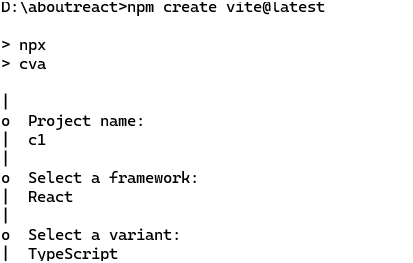 D:\aboutreact>npm create vite@latest
> npx
> cva
|
o  Project name:
|  c1
|
o  Select a framework:
|  React
|
o  Select a variant:
|  TypeScript